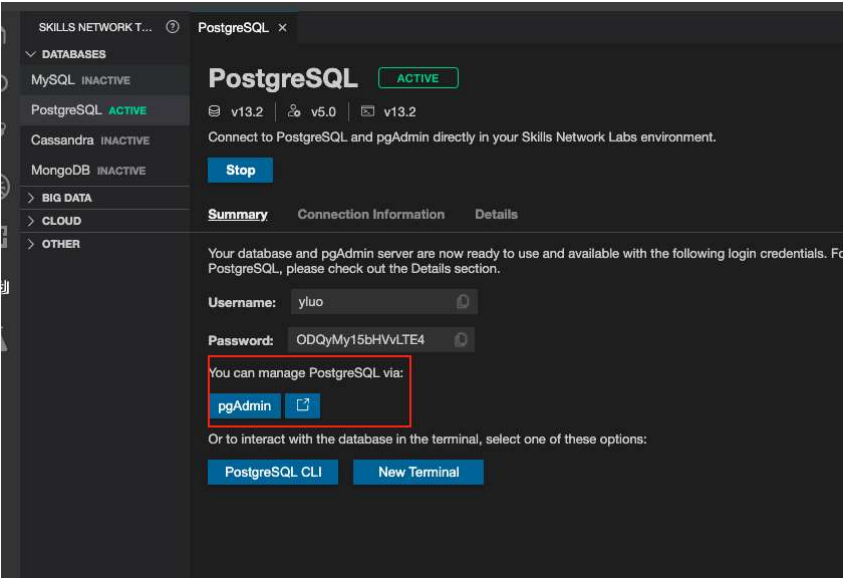 SKILLS NETWORK T...
PostgreSQL ×
DATABASES
MySQL INACTIVE
PostgreSQL ACTIVE
Cassandra INACTIVE
MongoDB INACTIVE
BIG DATA
CLOUD
OTHER
PostgreSQL ACTIVE
v13.2 v5.0 v13.2
Connect to PostgreSQL and pgAdmin directly in your Skills Network Labs environment.
Stop
Summary Connection Information Details
Your database and pgAdmin server are now ready to use and available with the following login credentials. Fo
PostgreSQL, please check out the Details section.
Username: yluo
Password: ODQyMy15bHVvLTE4
You can manage PostgreSQL via:
pgAdmin
Or to interact with the database in the terminal, select one of these options:
PostgreSQL CLI New Terminal